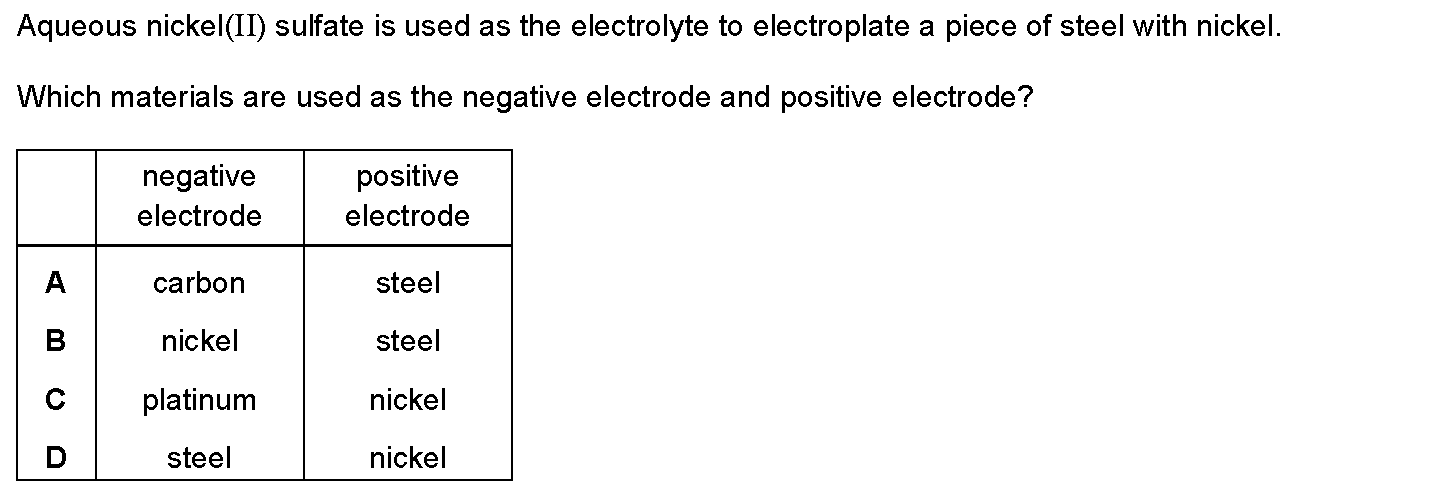 Aqueous nickel(II) sulfate is used as the electrolyte to electroplate a piece of steel with nickel.
Which materials are used as the negative electrode and positive electrode?
negative electrode positive electrode
A carbon steel
B nickel steel
C platinum nickel
D steel nickel